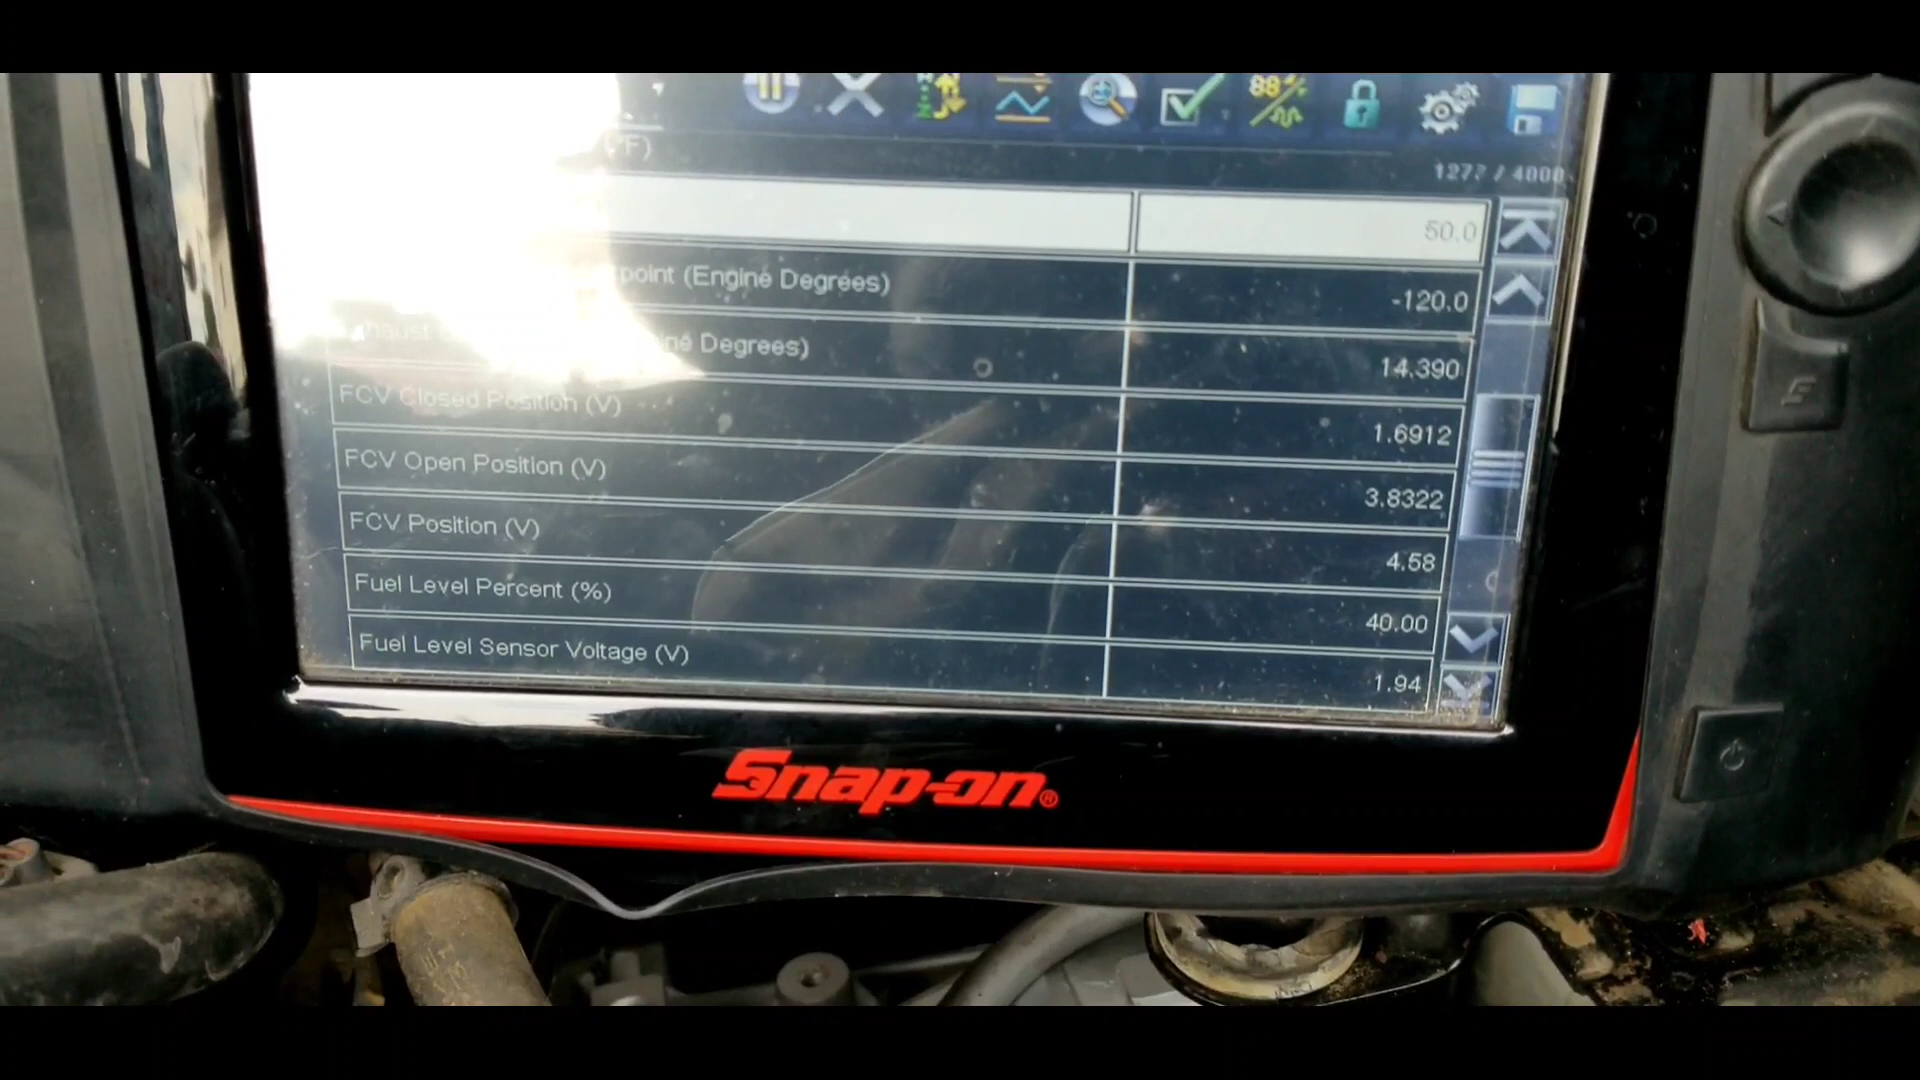 (°F)
1277 / 4000
50.0
point (Engine Degrees)
-120.0
Degrees)
14.390
FCV Closed Position (V)
1.6912
FCV Open Position (V)
3.8322
FCV Position (V)
4.58
Fuel Level Percent (%)
40.00
Fuel Level Sensor Voltage (V)
1.94
Snap-on®